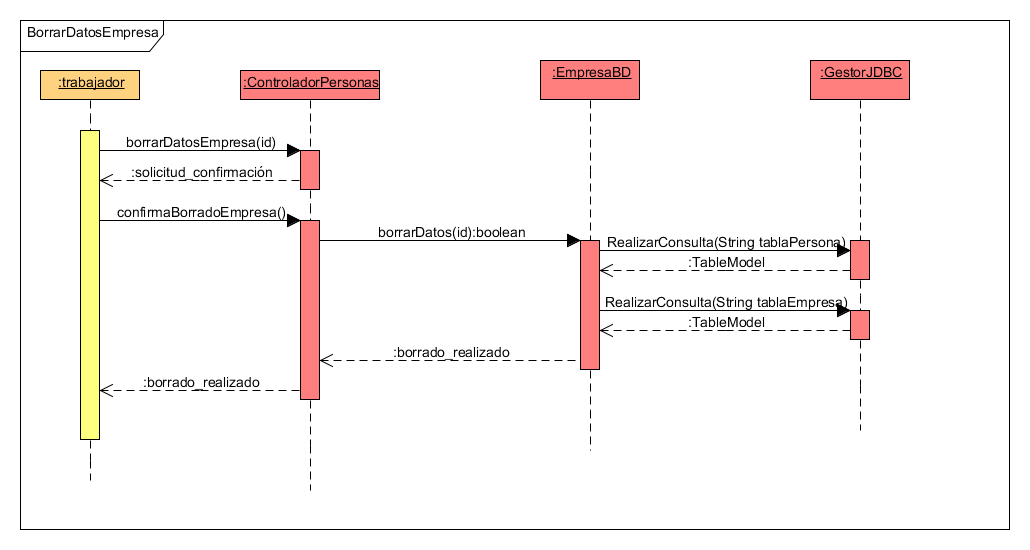 BorrarDatosEmpresa
:trabajador
:ControladorPersonas
:EmpresaBD
:GestorJDBC
borrarDatosEmpresa(id)
:solicitud_confirmación
confirmaBorradoEmpresa()
borrarDatos(id):boolean
RealizarConsulta(String tablaPersona)
:TableModel
RealizarConsulta(String tablaEmpresa)
:TableModel
:borrado_realizado
:borrado_realizado